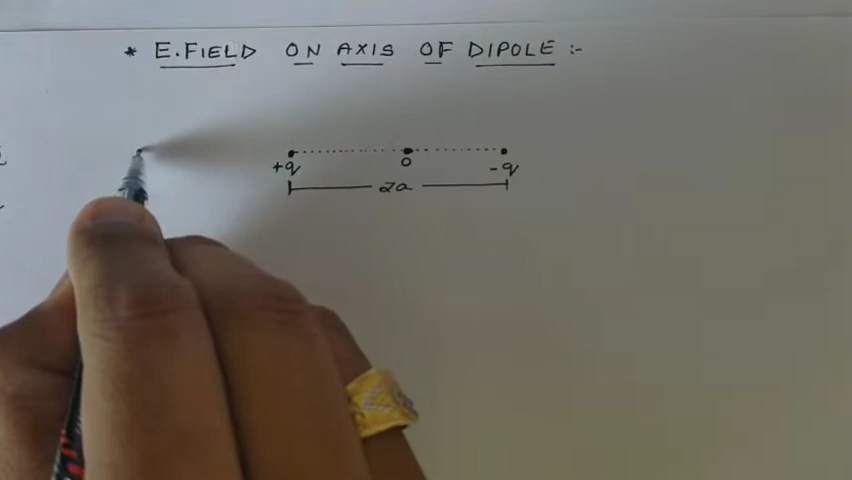 * E.FIELD ON AXIS OF DIPOLE :-
+q O -q
2a